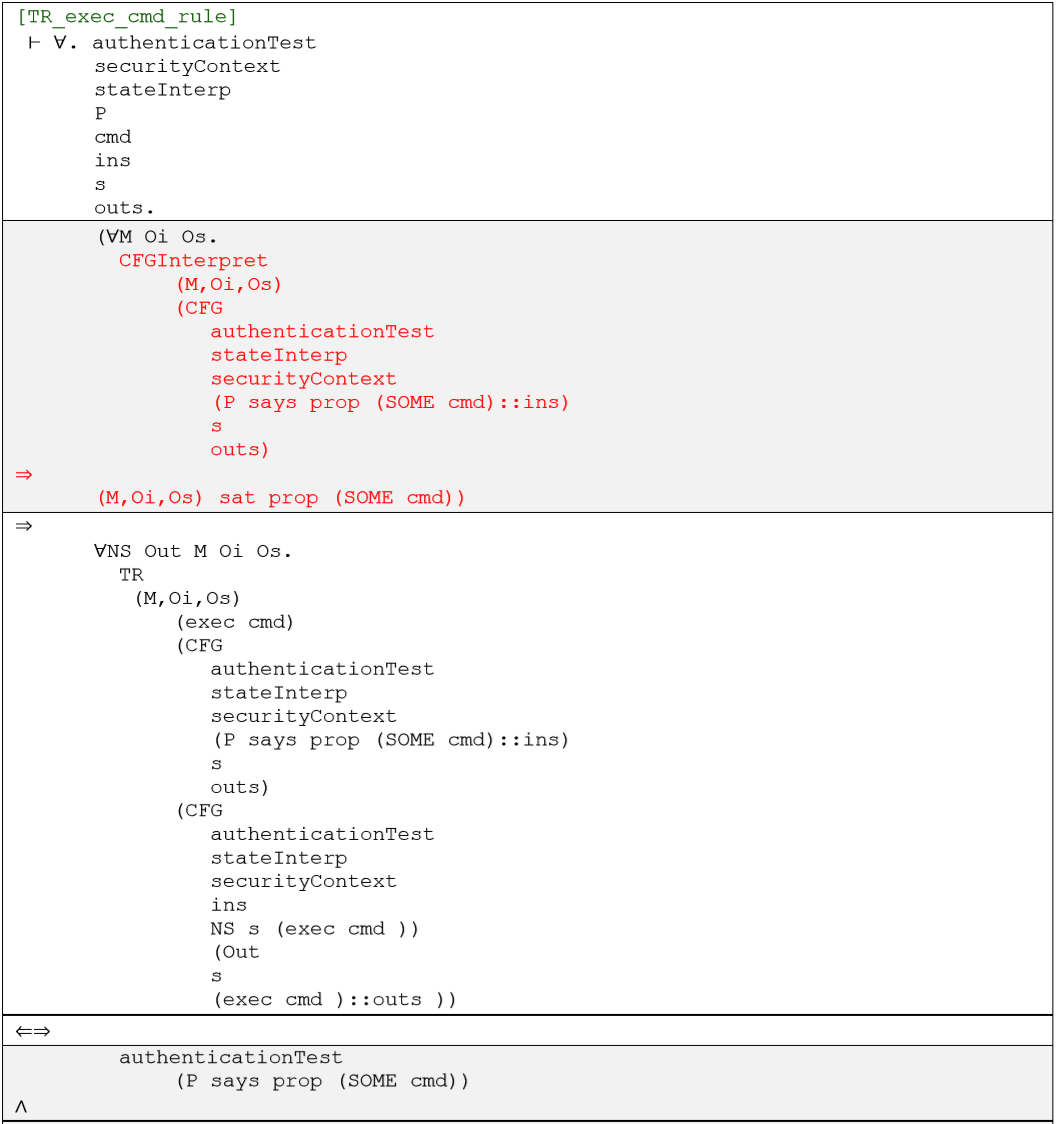 [TR_exec_cmd_rule]
⊢ ∀. authenticationTest
securityContext
stateInterp
P
cmd
ins
s
outs.
(∀M Oi Os.
CFGInterpret
(M,Oi,Os)
(CFG
authenticationTest
stateInterp
securityContext
(P says prop (SOME cmd)::ins)
s
outs)
⇒
(M,Oi,Os) sat prop (SOME cmd))
⇒
∀NS Out M Oi Os.
TR
(M,Oi,Os)
(exec cmd)
(CFG
authenticationTest
stateInterp
securityContext
(P says prop (SOME cmd)::ins)
s
outs)
(CFG
authenticationTest
stateInterp
securityContext
ins
NS s (exec cmd ))
(Out
s
(exec cmd )::outs ))
⇐⇒
authenticationTest
(P says prop (SOME cmd))
∧